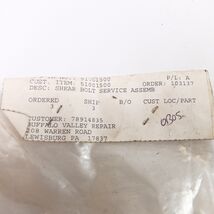 P/L: A
CUST. ITEM: 51001500 ORDER: 103137
DESC: SHEAR BOLT SERVICE ASSEMB
ORDERED SHIP B/O CUST LOC/PART
3 3
CUSTOMER: 78914835
BUFFALO VALLEY REPAIR
208 WARREN ROAD
LEWISBURG PA 17837